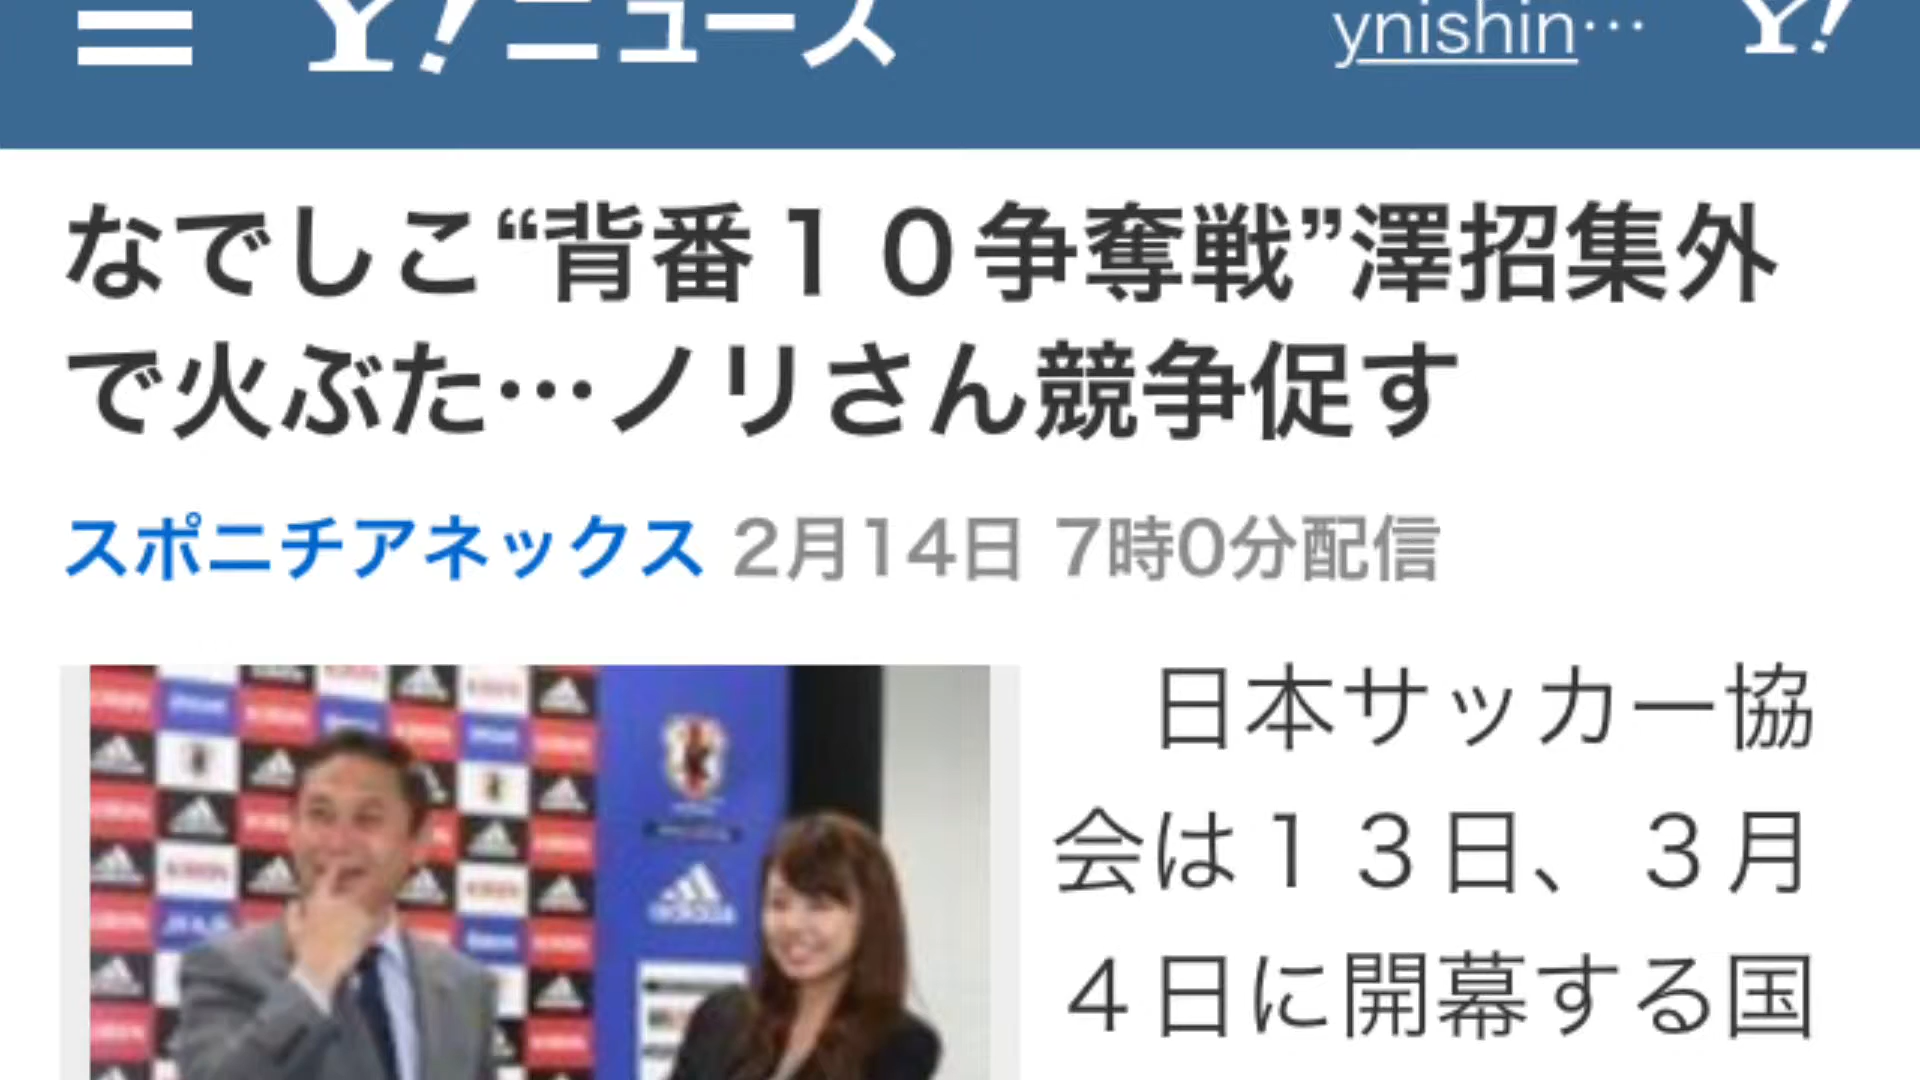 Y!ニュース
ynishin…
Y!
なでしこ“背番１０争奪戦”澤招集外
で火ぶた…ノリさん競争促す
スポニチアネックス 2月14日 7時0分配信
　日本サッカー協
会は１３日、３月
４日に開幕する国
adidas